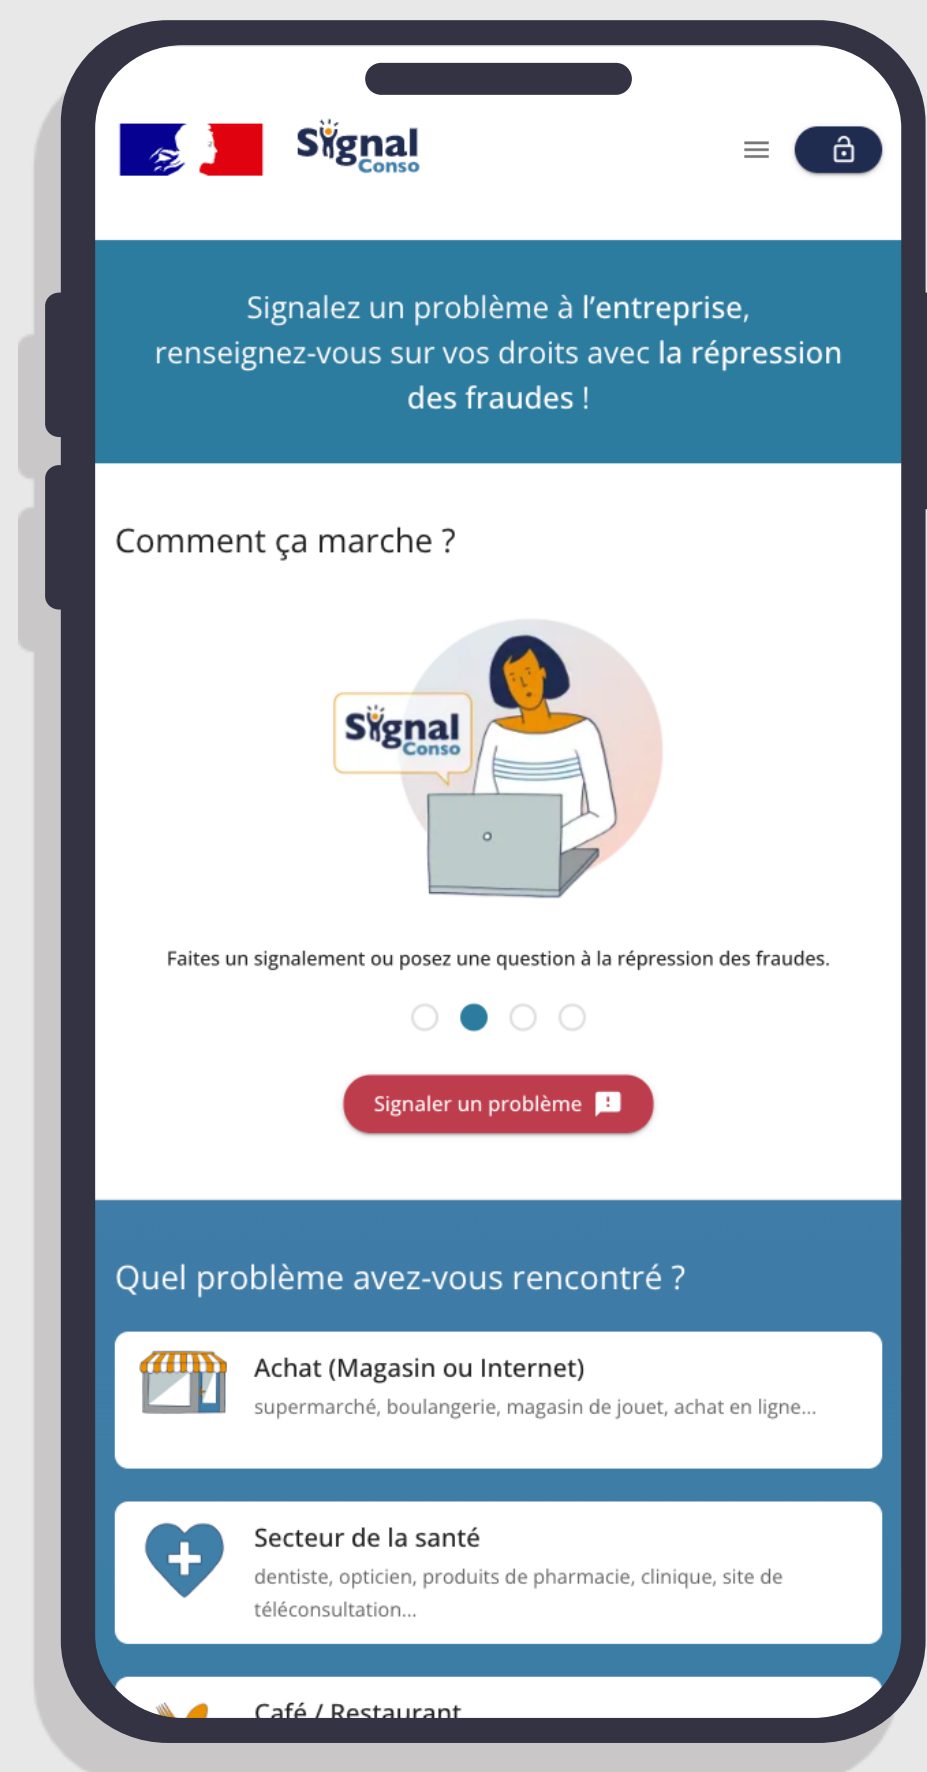 Signal
Conso
Signalez un problème à l'entreprise,
renseignez-vous sur vos droits avec la répression
des fraudes !
Comment ça marche ?
Signal
Conso
Faites un signalement ou posez une question à la répression des fraudes.
Signaler un problème
Quel problème avez-vous rencontré ?
Achat (Magasin ou Internet)
supermarché, boulangerie, magasin de jouet, achat en ligne...
Secteur de la santé
dentiste, opticien, produits de pharmacie, clinique, site de
téléconsultation...
Café / Restaurant